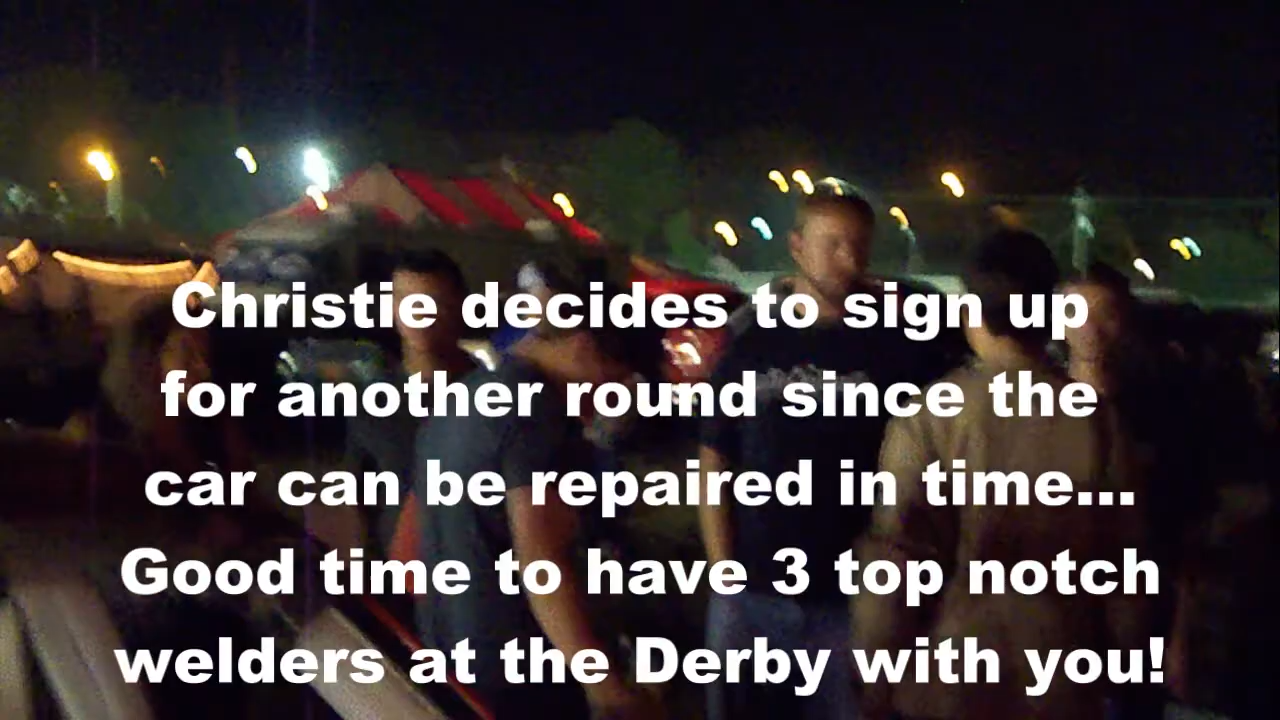 Christie decides to sign up
for another round since the
car can be repaired in time...
Good time to have 3 top notch
welders at the Derby with you!